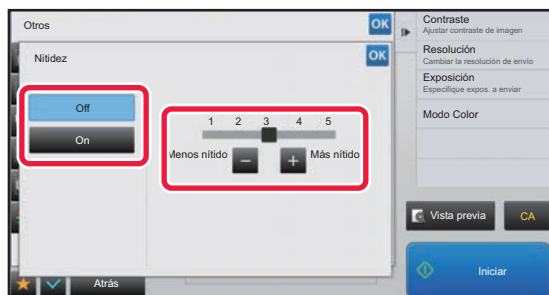 Otros
OK
Nitidez
OK
Off
On
1 2 3 4 5
Menos nítido
Más nítido
Atrás
Contraste
Ajustar contraste de imagen
Resolución
Cambiar la resolución de envío
Exposición
Especifique expos. a enviar
Modo Color
Vista previa
CA
Iniciar